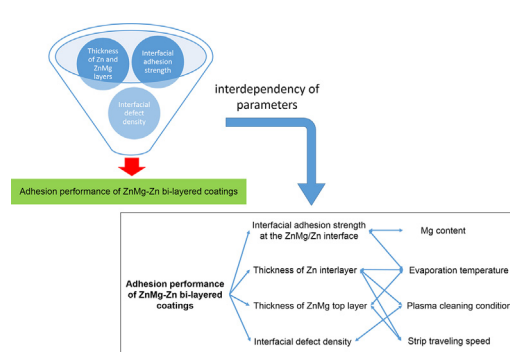 Thickness
of Zn and
ZnMg
layers
Interfacial
adhesion
strength
Interfacial
defect
density
Adhesion performance of ZnMg-Zn bi-layered coatings
interdependency of
parameters
Adhesion performance
of ZnMg-Zn bi-layered
coatings
Interfacial adhesion strength
at the ZnMg/Zn interface
Thickness of Zn interlayer
Thickness of ZnMg top layer
Interfacial defect density
Mg content
Evaporation temperature
Plasma cleaning condition
Strip traveling speed